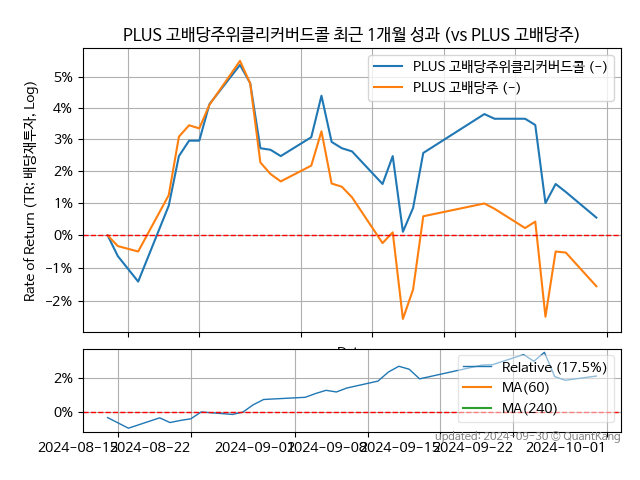 PLUS 고배당주위클리커버드콜 최근 1개월 성과 (vs PLUS 고배당주)
Rate of Return (TR: 배당재투자, Log)
5%
4%
3%
2%
1%
0%
−1%
−2%
PLUS 고배당주위클리커버드콜 (-)
PLUS 고배당주 (-)
2%
0%
Relative (17.5%)
MA(60)
MA(240)
2024-08-15
2024-08-22
2024-09-01
2024-09-08
2024-09-15
2024-09-22
2024-10-01
updated: 2024-09-30 © QuantKang